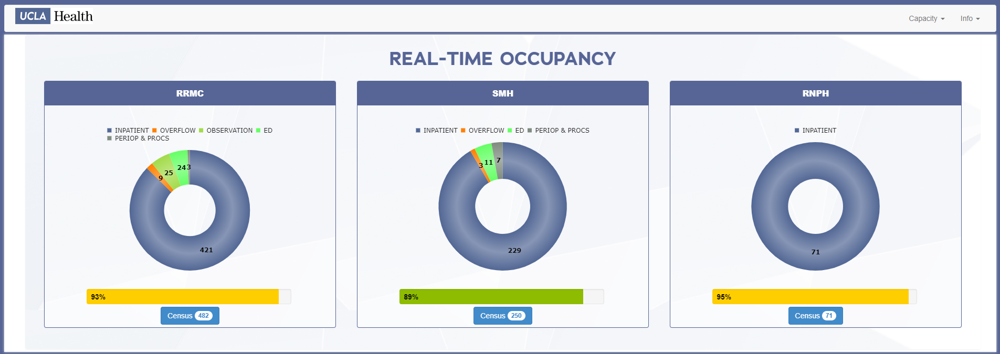 UCLA Health
Capacity
Info
REAL-TIME OCCUPANCY
RRMC
INPATIENT OVERFLOW OBSERVATION ED
PERIOP & PROCS
9
25
24
3
421
93%
Census 482
SMH
INPATIENT OVERFLOW ED PERIOP & PROCS
3
11
7
229
89%
Census 250
RNPH
INPATIENT
71
95%
Census 71